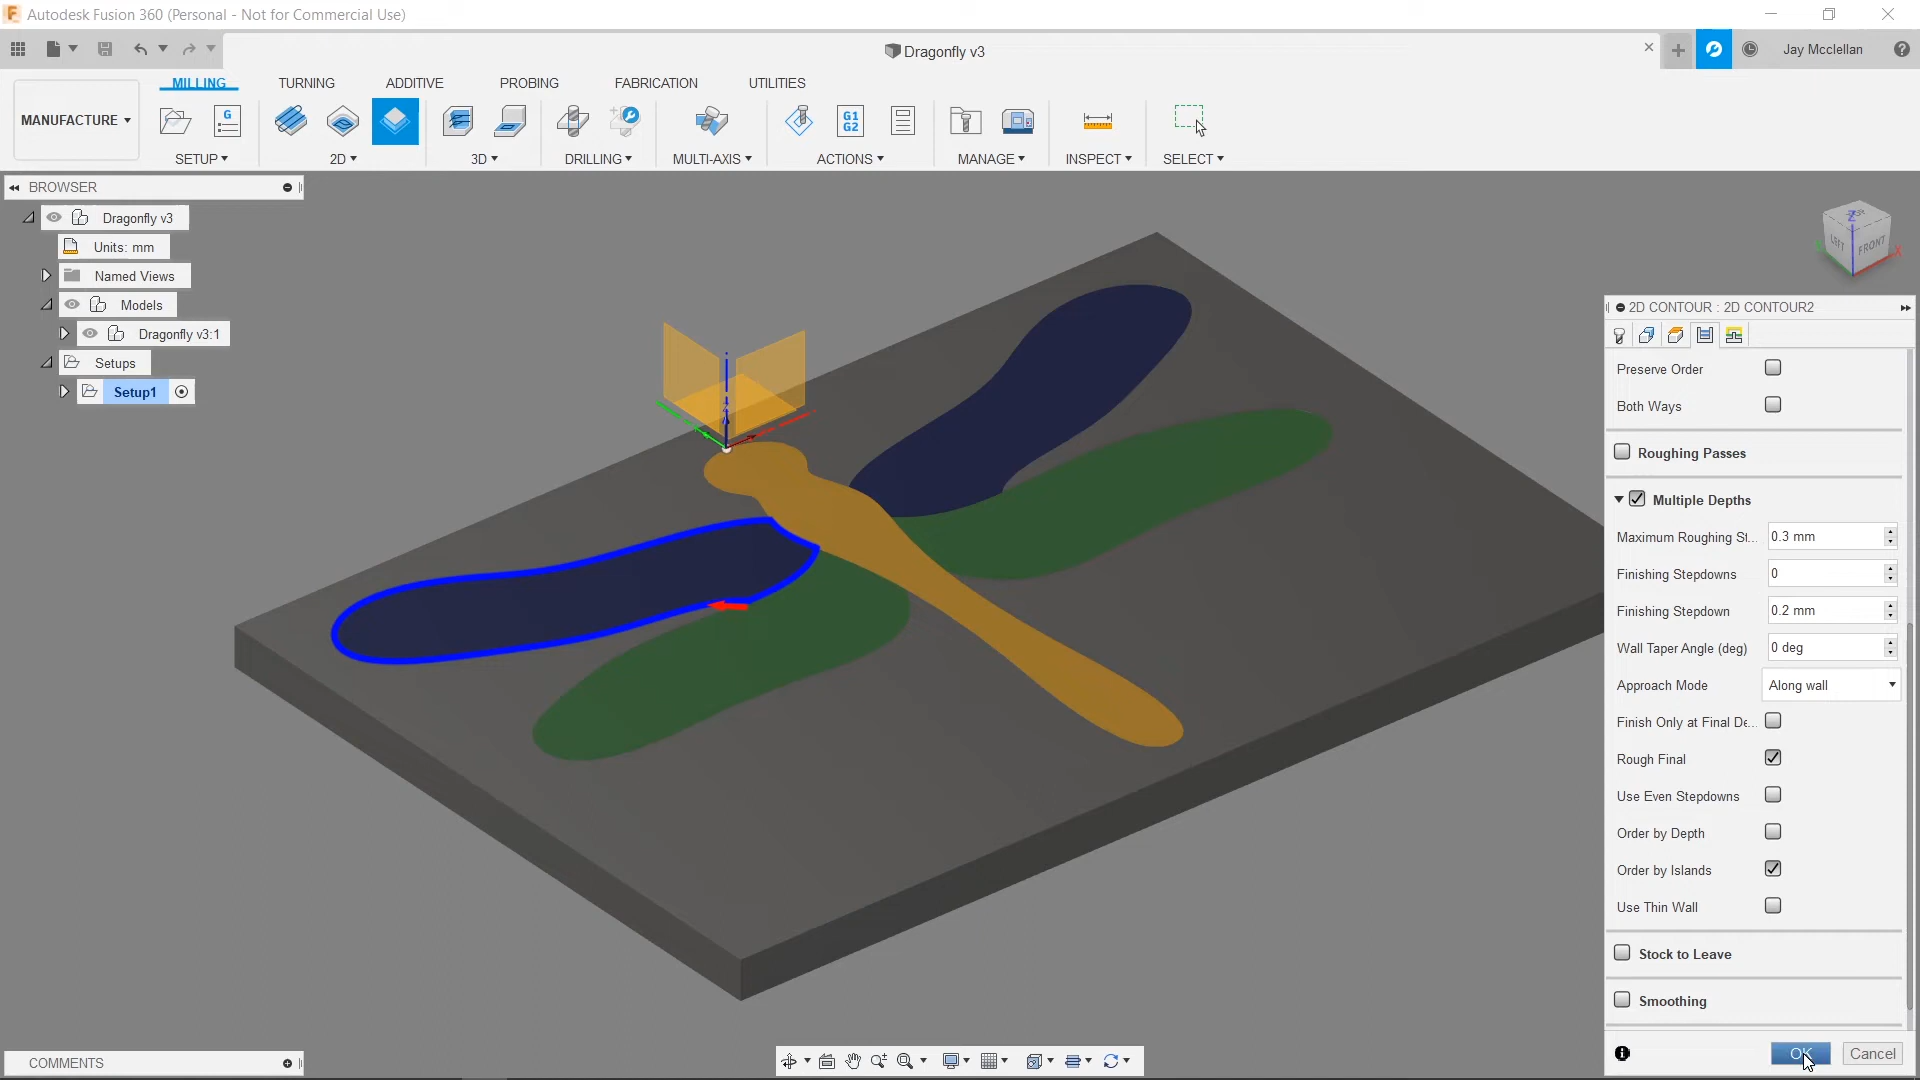 Autodesk Fusion 360 (Personal - Not for Commercial Use)
Dragonfly v3
Jay Mcclellan
MILLING TURNING ADDITIVE PROBING FABRICATION UTILITIES
MANUFACTURE
G
G1
G2
SETUP 2D 3D DRILLING MULTI-AXIS ACTIONS MANAGE INSPECT SELECT
BROWSER
Dragonfly v3
Units: mm
Named Views
Models
Dragonfly v3:1
Setups
Setup1
Z
LEFT FRONT
X
2D CONTOUR : 2D CONTOUR2
Preserve Order
Both Ways
Roughing Passes
Multiple Depths
Maximum Roughing St... 0.3 mm
Finishing Stepdowns 0
Finishing Stepdown 0.2 mm
Wall Taper Angle (deg) 0 deg
Approach Mode Along wall
Finish Only at Final De...
Rough Final
Use Even Stepdowns
Order by Depth
Order by Islands
Use Thin Wall
Stock to Leave
Smoothing
OK Cancel
COMMENTS